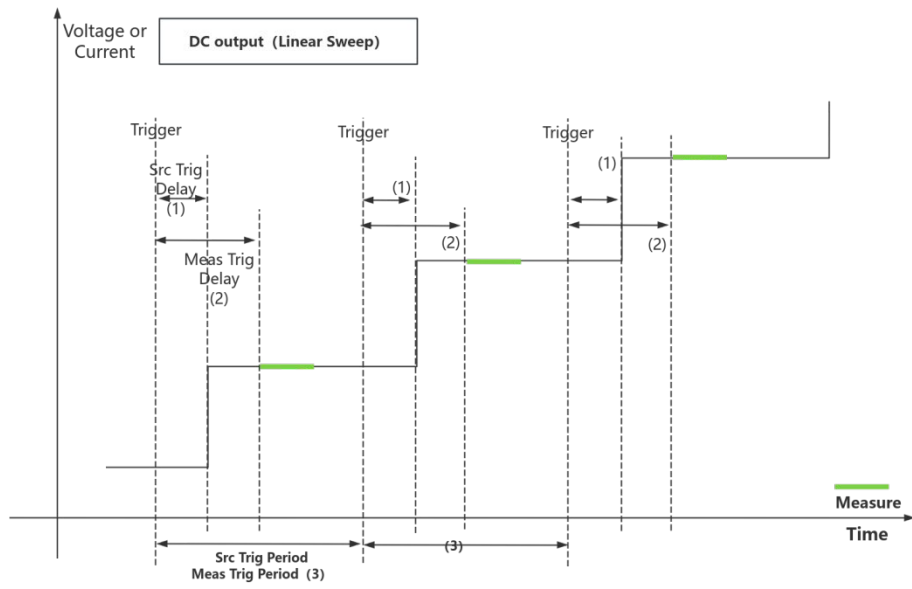 Voltage or
Current
DC output（Linear Sweep）
Trigger
Trigger
Trigger
Src Trig
Delay
(1)
(1)
(1)
Meas Trig
Delay
(2)
(2)
(2)
Measure
Time
Src Trig Period
Meas Trig Period（3）
(3)